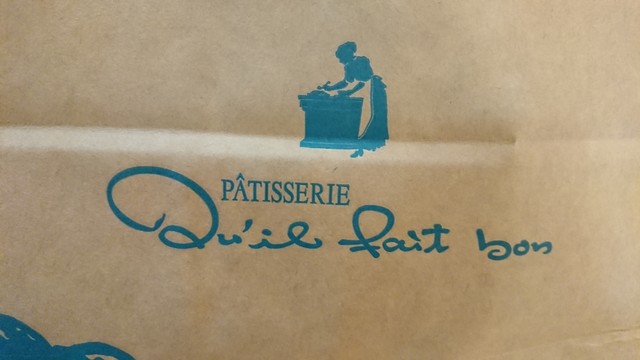 PÂTISSERIE
Qu'il fait bon